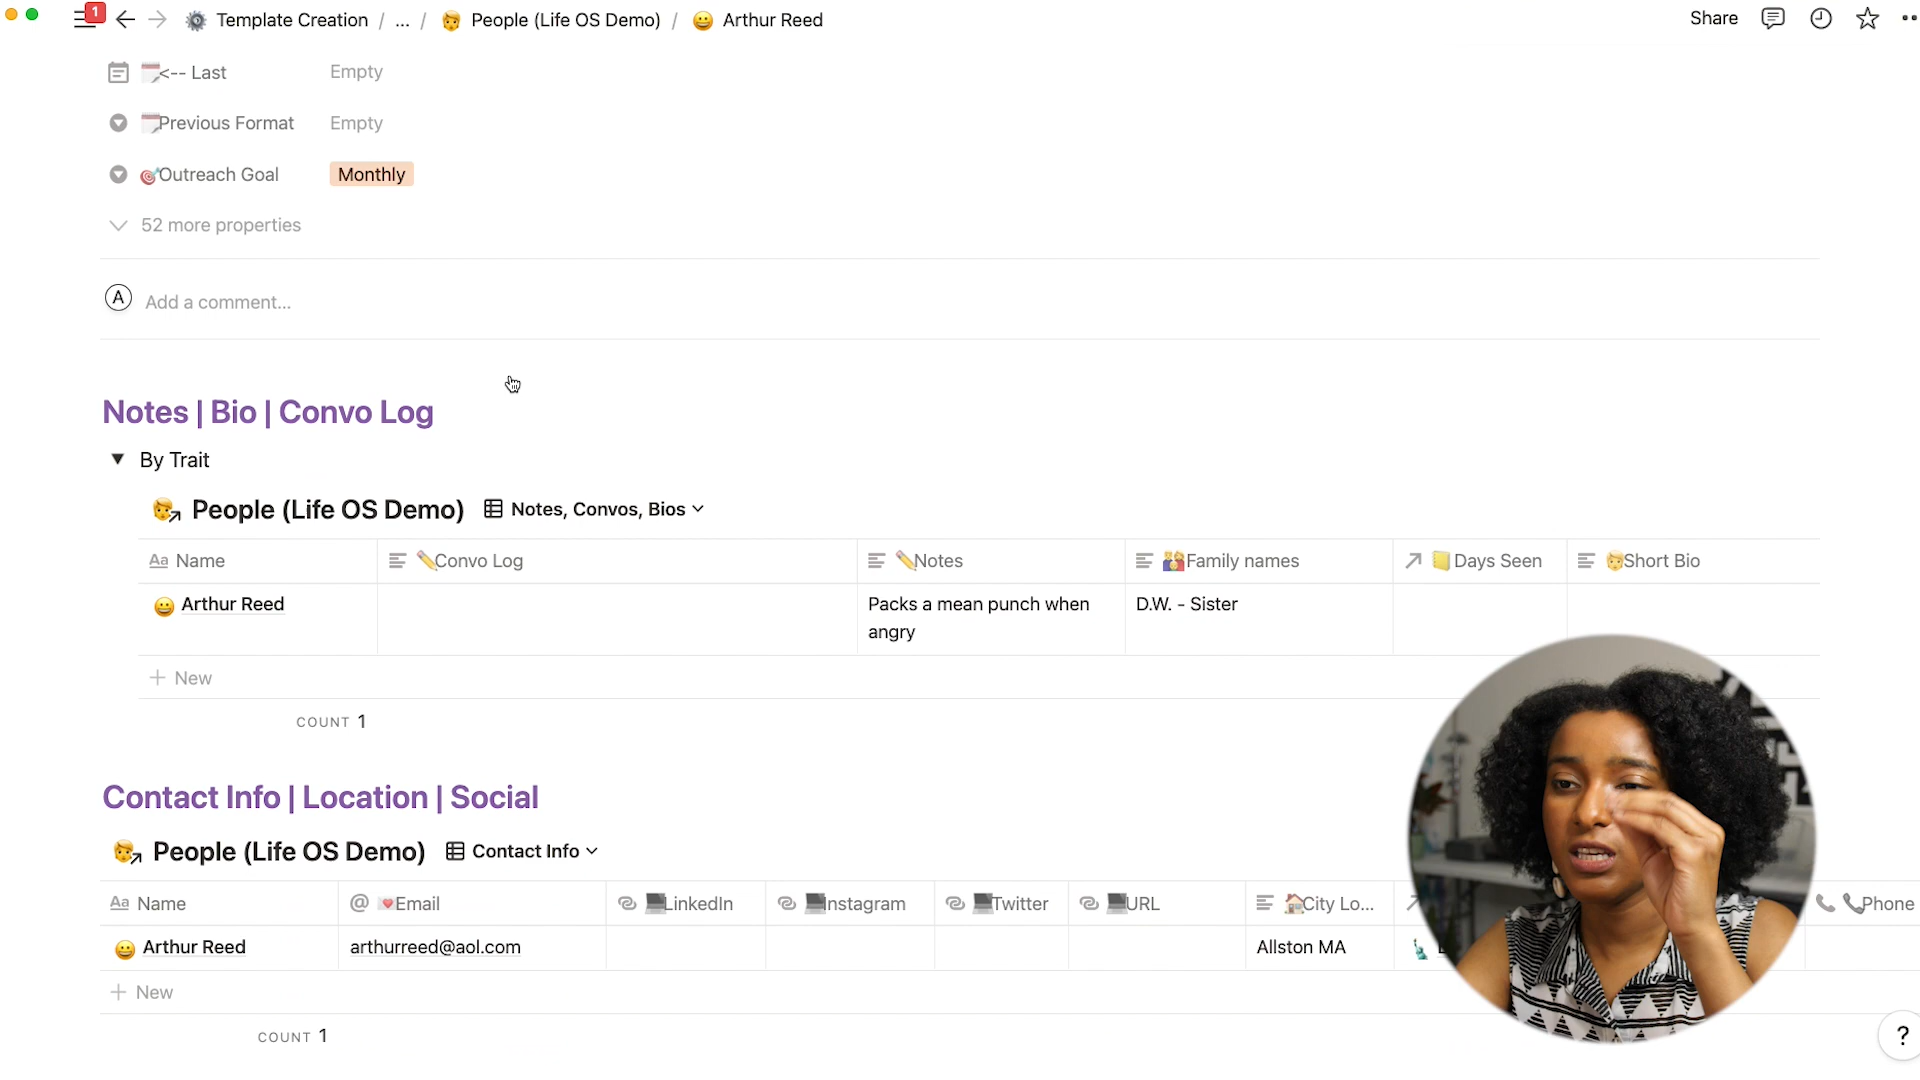 1
Template Creation / ... / People (Life OS Demo) / Arthur Reed
Share
<-- Last Empty
Previous Format Empty
Outreach Goal Monthly
52 more properties
A Add a comment...
Notes | Bio | Convo Log
By Trait
People (Life OS Demo) Notes, Convos, Bios
Aa Name Convo Log Notes Family names Days Seen Short Bio
Arthur Reed Packs a mean punch when angry D.W. - Sister
+ New
COUNT 1
Contact Info | Location | Social
People (Life OS Demo) Contact Info
Aa Name @ Email LinkedIn Instagram Twitter URL City Lo... Phone
Arthur Reed arthurreed@aol.com Allston MA
+ New
COUNT 1
?